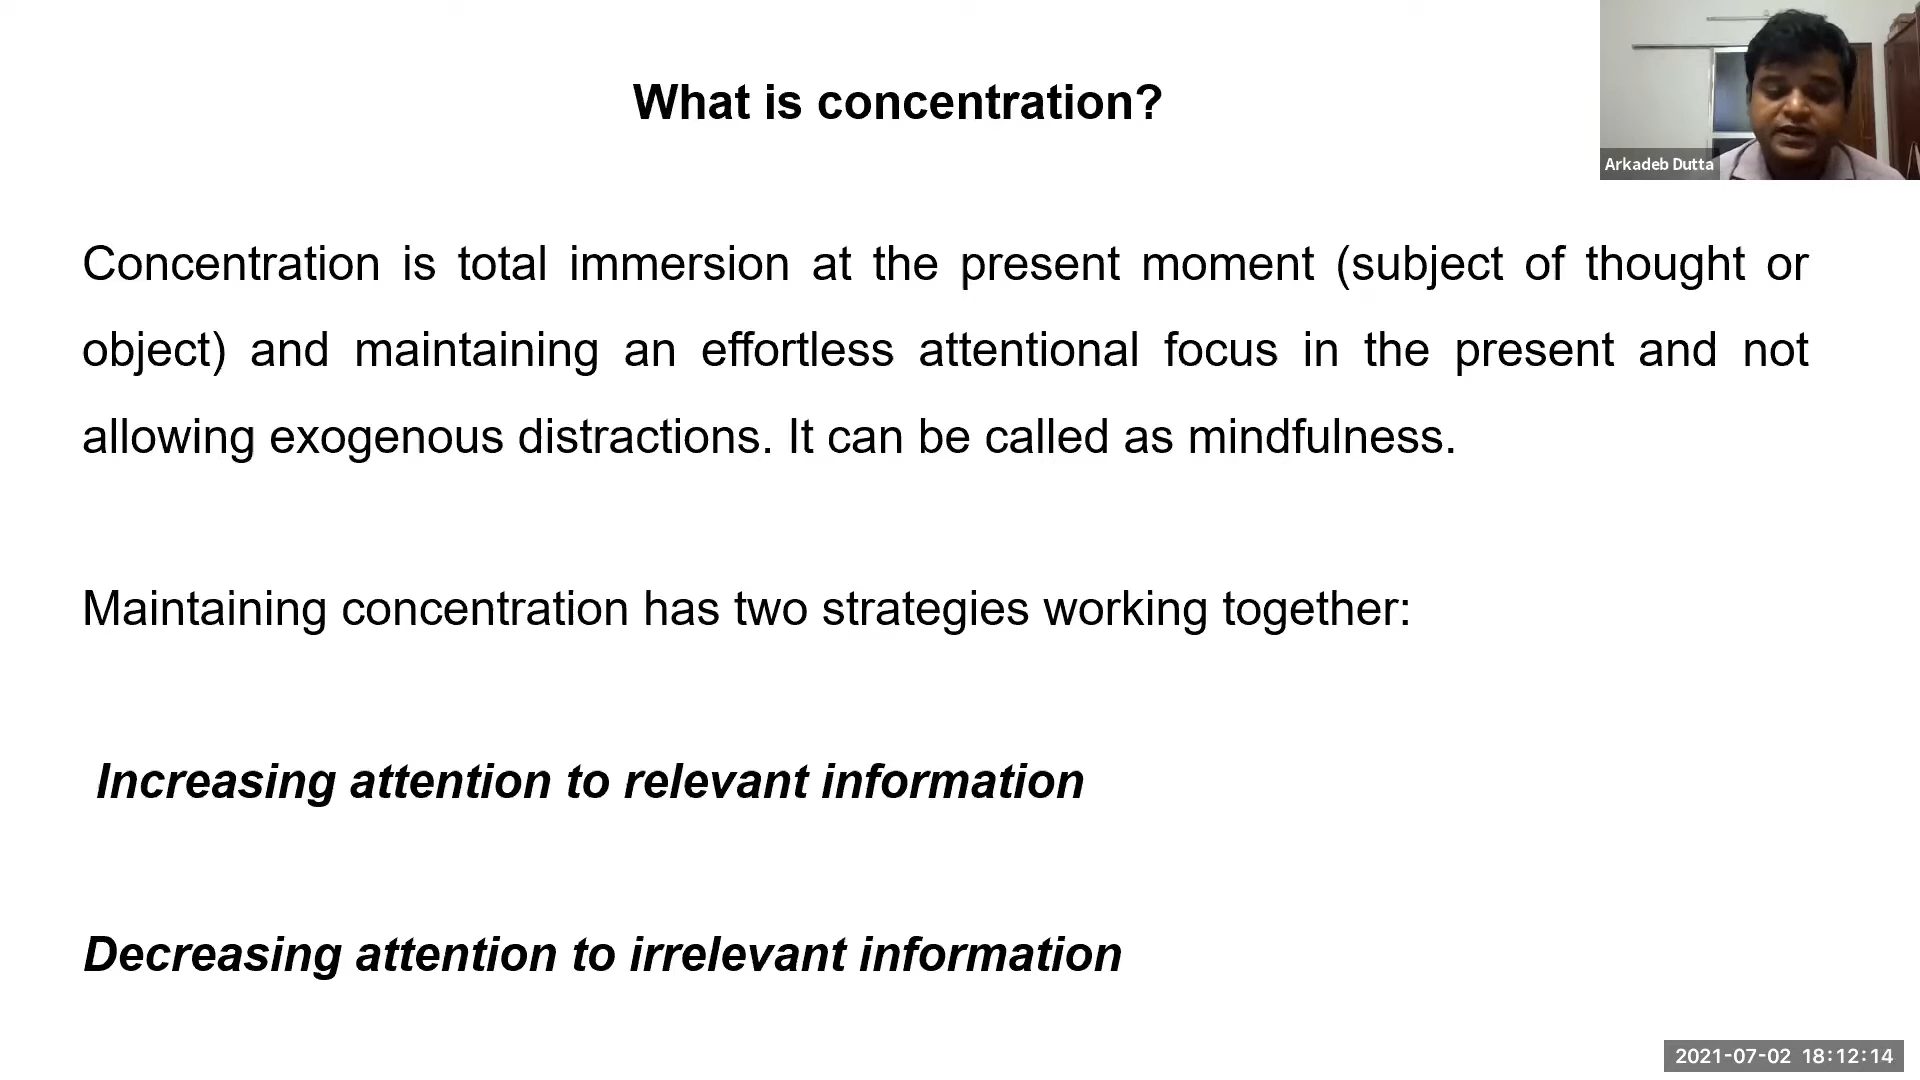 What is concentration?
Arkadeb Dutta
Concentration is total immersion at the present moment (subject of thought or
object) and maintaining an effortless attentional focus in the present and not
allowing exogenous distractions. It can be called as mindfulness.
Maintaining concentration has two strategies working together:
Increasing attention to relevant information
Decreasing attention to irrelevant information
2021-07-02 18:12:14